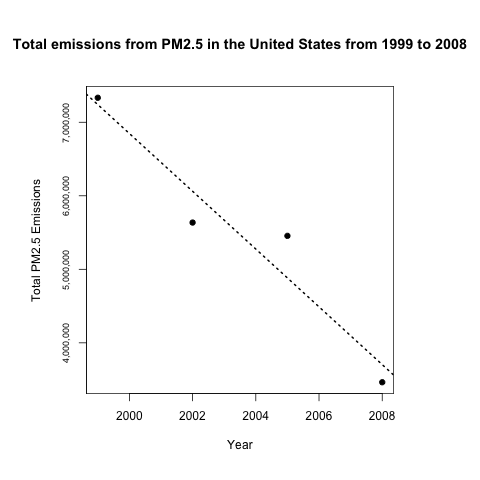 Total emissions from PM2.5 in the United States from 1999 to 2008
7,000,000
6,000,000
5,000,000
4,000,000
Total PM2.5 Emissions
2000 2002 2004 2006 2008
Year